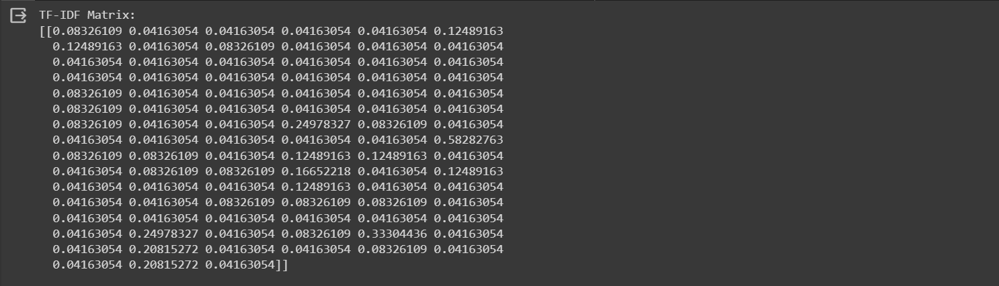 TF-IDF Matrix:
[[0.08326109 0.04163054 0.04163054 0.04163054 0.04163054 0.12489163
0.12489163 0.04163054 0.08326109 0.04163054 0.04163054 0.04163054
0.04163054 0.04163054 0.04163054 0.04163054 0.04163054 0.04163054
0.04163054 0.04163054 0.04163054 0.04163054 0.04163054 0.04163054
0.08326109 0.04163054 0.04163054 0.04163054 0.04163054 0.04163054
0.08326109 0.04163054 0.04163054 0.04163054 0.04163054 0.04163054
0.08326109 0.04163054 0.04163054 0.24978327 0.08326109 0.04163054
0.04163054 0.04163054 0.04163054 0.04163054 0.04163054 0.58282763
0.08326109 0.08326109 0.04163054 0.12489163 0.12489163 0.04163054
0.04163054 0.08326109 0.08326109 0.16652218 0.04163054 0.12489163
0.04163054 0.04163054 0.04163054 0.12489163 0.04163054 0.04163054
0.04163054 0.04163054 0.08326109 0.08326109 0.08326109 0.04163054
0.04163054 0.04163054 0.04163054 0.04163054 0.04163054 0.04163054
0.04163054 0.24978327 0.04163054 0.08326109 0.33304436 0.04163054
0.04163054 0.20815272 0.04163054 0.04163054 0.08326109 0.04163054
0.04163054 0.20815272 0.04163054]]